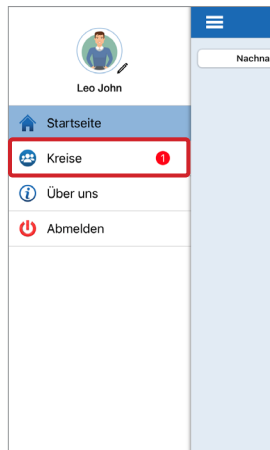 Leo John
Nachna
Startseite
Kreise 1
Über uns
Abmelden